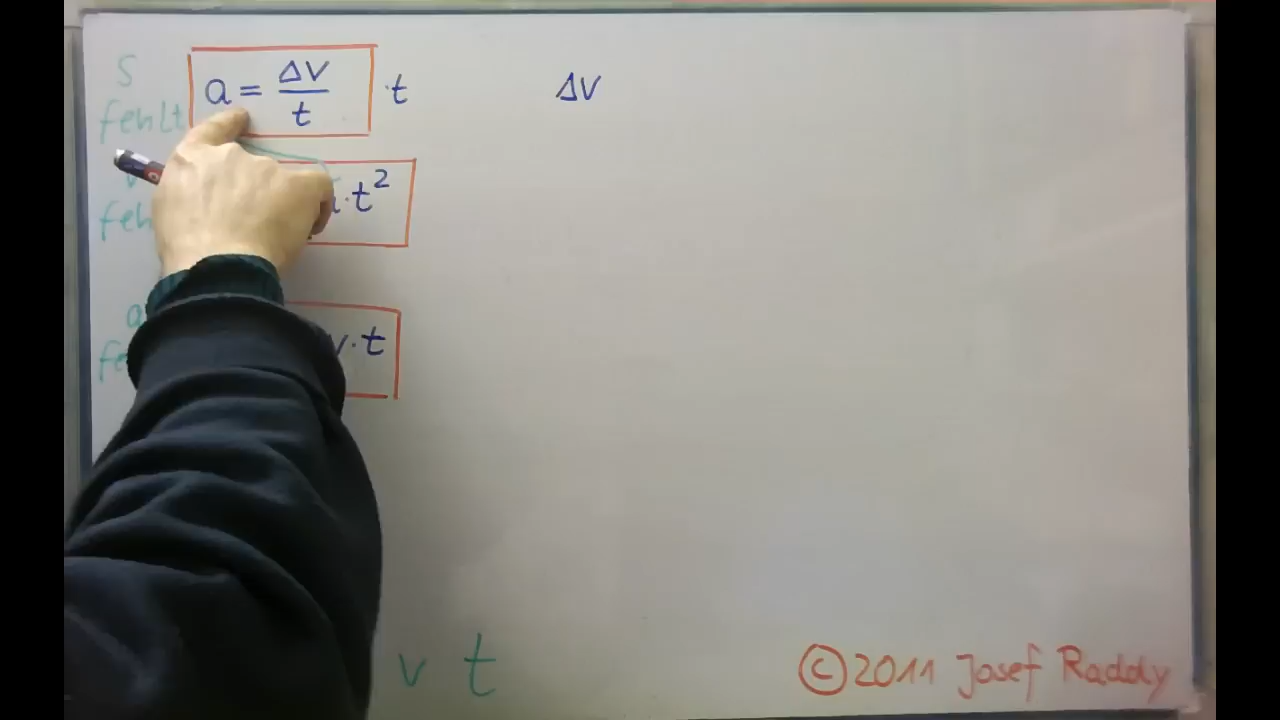 s
fehlt
a = Δv/t ·t Δv
· t²
v · t
v t
© 2011 Josef Raddy